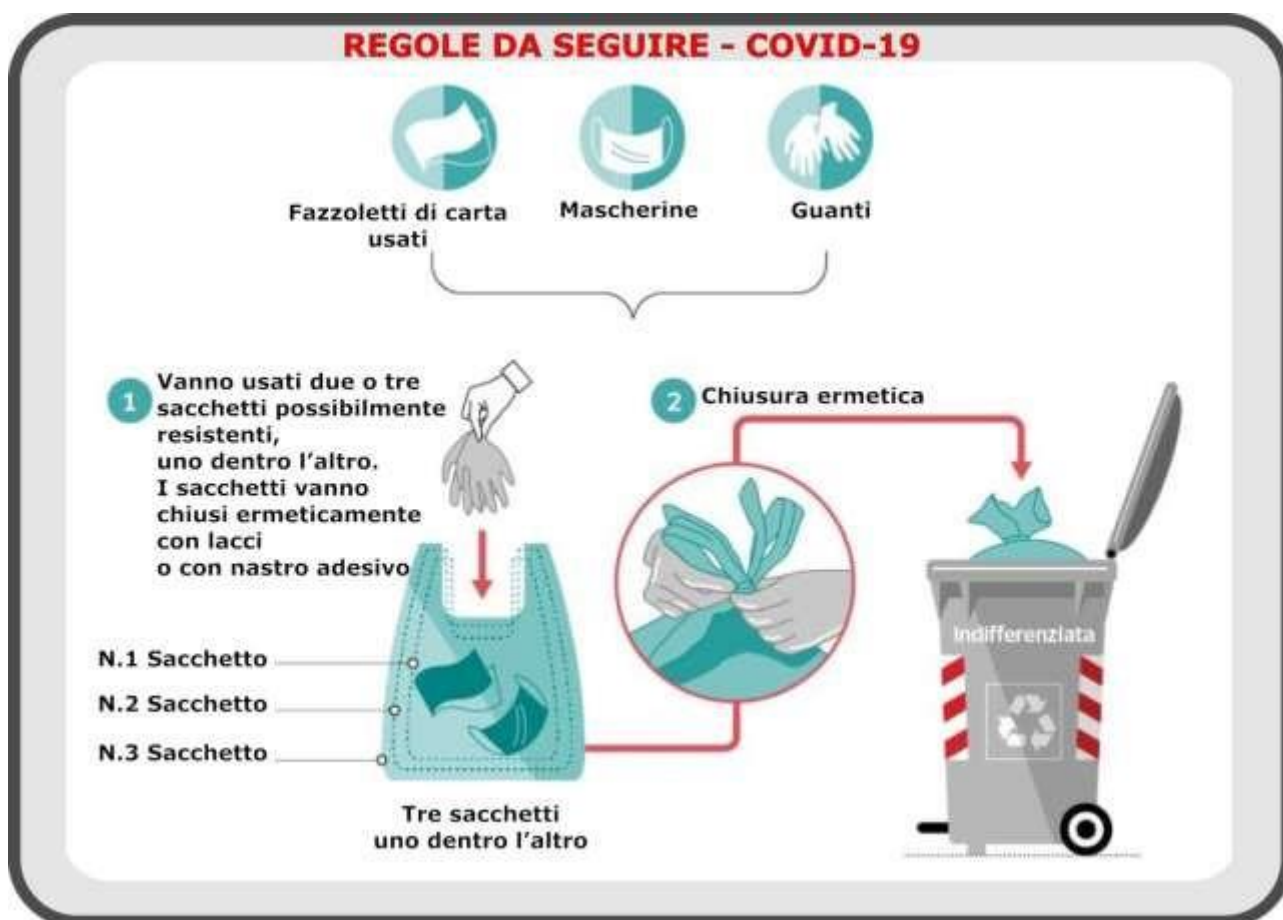 REGOLE DA SEGUIRE - COVID-19
Fazzoletti di carta
usati
Mascherine
Guanti
1
Vanno usati due o tre
sacchetti possibilmente
resistenti,
uno dentro l'altro.
I sacchetti vanno
chiusi ermeticamente
con lacci
o con nastro adesivo
2
Chiusura ermetica
N.1 Sacchetto
N.2 Sacchetto
N.3 Sacchetto
Tre sacchetti
uno dentro l'altro
Indifferenziata